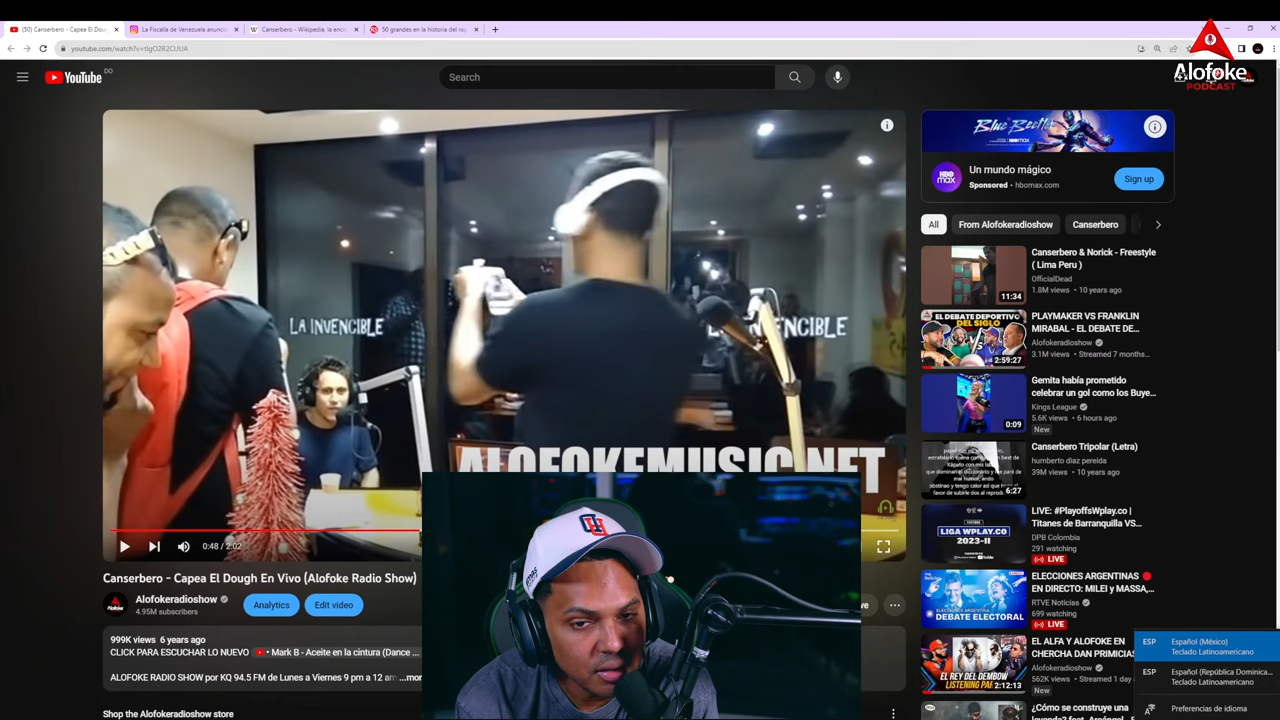 (50) Canserbero - Capea El Doug
La Fiscalía de Venezuela anunció
Canserbero - Wikipedia, la enci
50 grandes en la historia del rap
youtube.com/watch?v=tIgO2R2CUUA
YouTube DO
Search
Alofoke
PODCAST
LA INVENCIBLE
ALOFOKEMUSIC.NET
0:48 / 2:02
Canserbero - Capea El Dough En Vivo (Alofoke Radio Show)
Alofokeradioshow
4.95M subscribers
Analytics
Edit video
999K views 6 years ago
CLICK PARA ESCUCHAR LO NUEVO • Mark B - Aceite en la cintura (Dance ...
ALOFOKE RADIO SHOW por KQ 94.5 FM de Lunes a Viernes 9 pm a 12 am ...more
Shop the Alofokeradioshow store
Blue Beetle
HBO max
Un mundo mágico
Sponsored • hbomax.com
Sign up
All
From Alofokeradioshow
Canserbero
Canserbero & Norick - Freestyle
( Lima Peru )
OfficialDead
1.8M views • 10 years ago
11:34
EL DEBATE DEPORTIVO
DEL SIGLO
VS
2:59:27
PLAYMAKER VS FRANKLIN
MIRABAL - EL DEBATE DE...
Alofokeradioshow
3.1M views • Streamed 7 months...
0:09
Gemita había prometido
celebrar un gol como los Buye...
Kings League
5.6K views • 6 hours ago
New
6:27
Canserbero Tripolar (Letra)
humberto diaz pereida
39M views • 10 years ago
LIGA WPLAY.CO
2023-II
LIVE: #PlayoffsWplay.co |
Titanes de Barranquilla VS...
DPB Colombia
291 watching
LIVE
DEBATE ELECTORAL
ELECCIONES ARGENTINAS
EN DIRECTO: MILEI y MASSA,...
RTVE Noticias
699 watching
LIVE
EL REY DEL DEMBOW
LISTENING PARTY
2:12:13
EL ALFA Y ALOFOKE EN
CHERCHA DAN PRIMICIAS
Alofokeradioshow
562K views • Streamed 1 day
New
¿Cómo se construye una
ESP Español (México)
Teclado Latinoamericano
ESP Español (República Dominica...
Teclado Latinoamericano
Preferencias de idioma